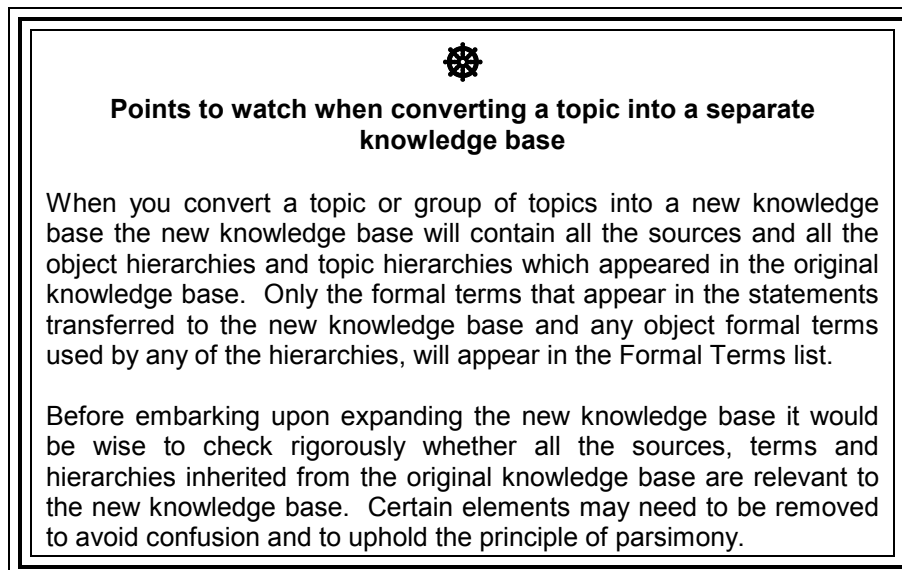 Points to watch when converting a topic into a separate
knowledge base
When you convert a topic or group of topics into a new knowledge
base the new knowledge base will contain all the sources and all the
object hierarchies and topic hierarchies which appeared in the original
knowledge base.  Only the formal terms that appear in the statements
transferred to the new knowledge base and any object formal terms
used by any of the hierarchies, will appear in the Formal Terms list.
Before embarking upon expanding the new knowledge base it would
be wise to check rigorously whether all the sources, terms and
hierarchies inherited from the original knowledge base are relevant to
the new knowledge base.  Certain elements may need to be removed
to avoid confusion and to uphold the principle of parsimony.